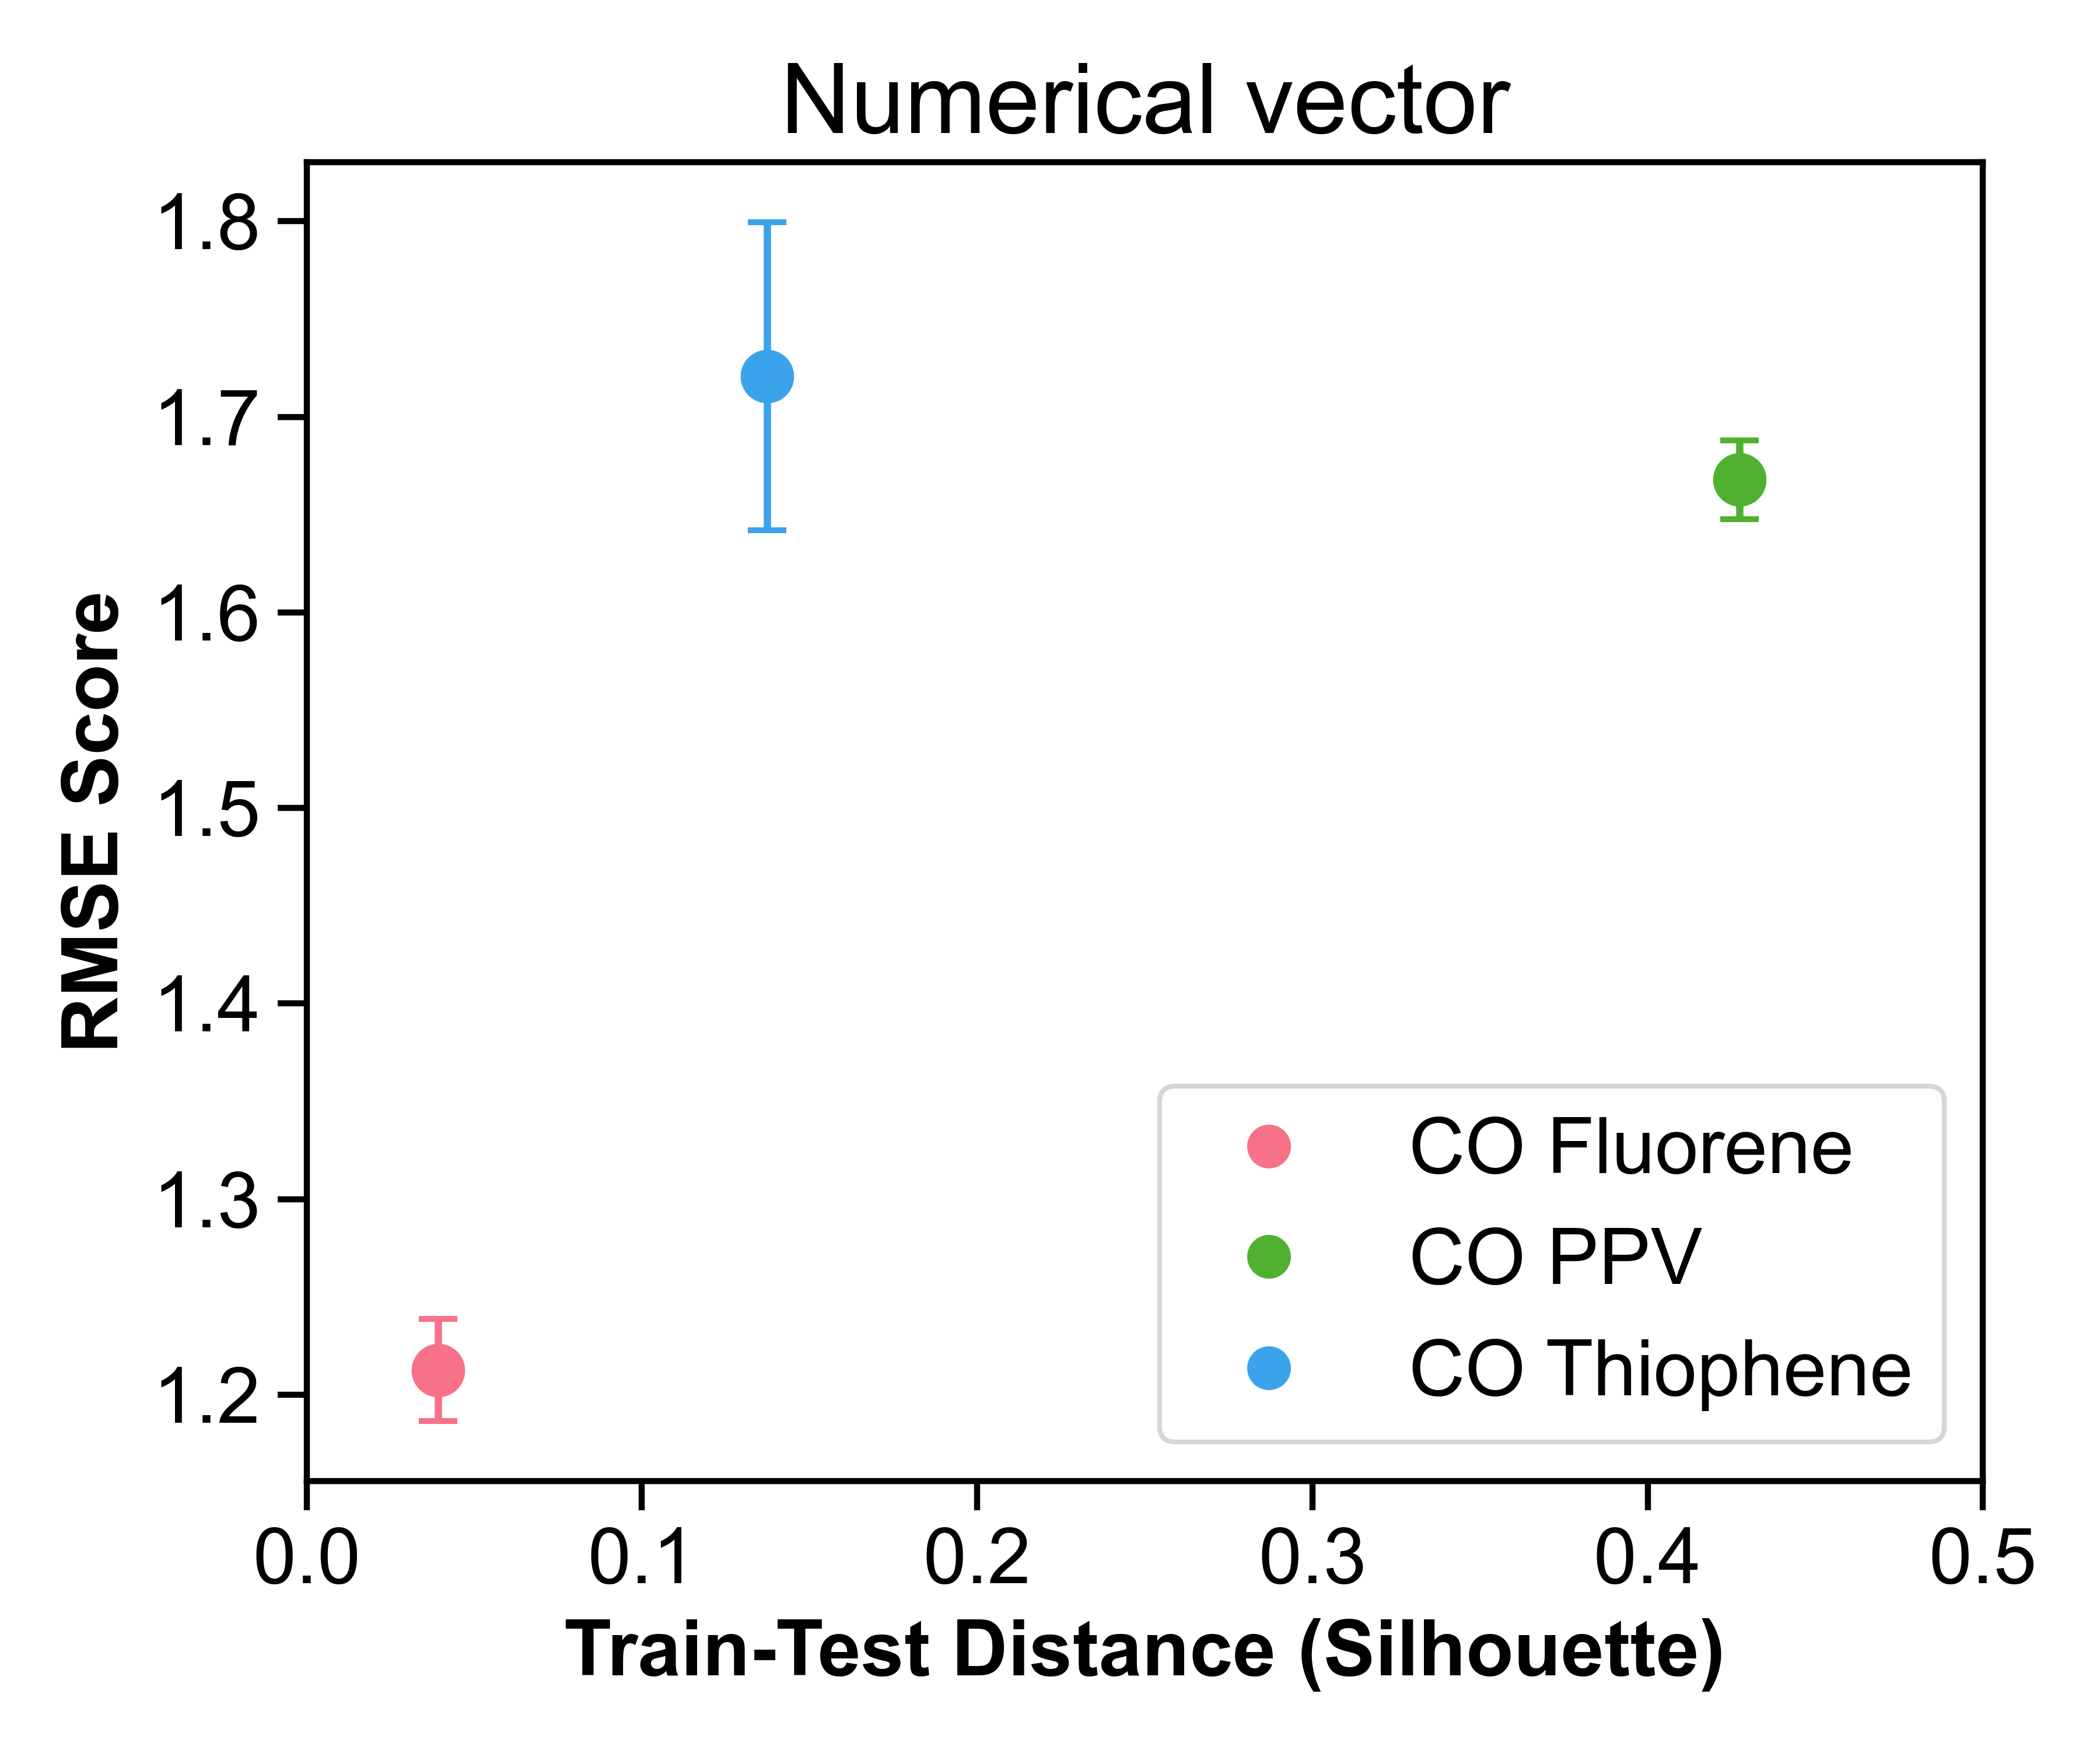 Numerical vector
1.8
1.7
1.6
1.5
1.4
1.3
1.2
RMSE Score
CO Fluorene
CO PPV
CO Thiophene
0.0 0.1 0.2 0.3 0.4 0.5
Train-Test Distance (Silhouette)